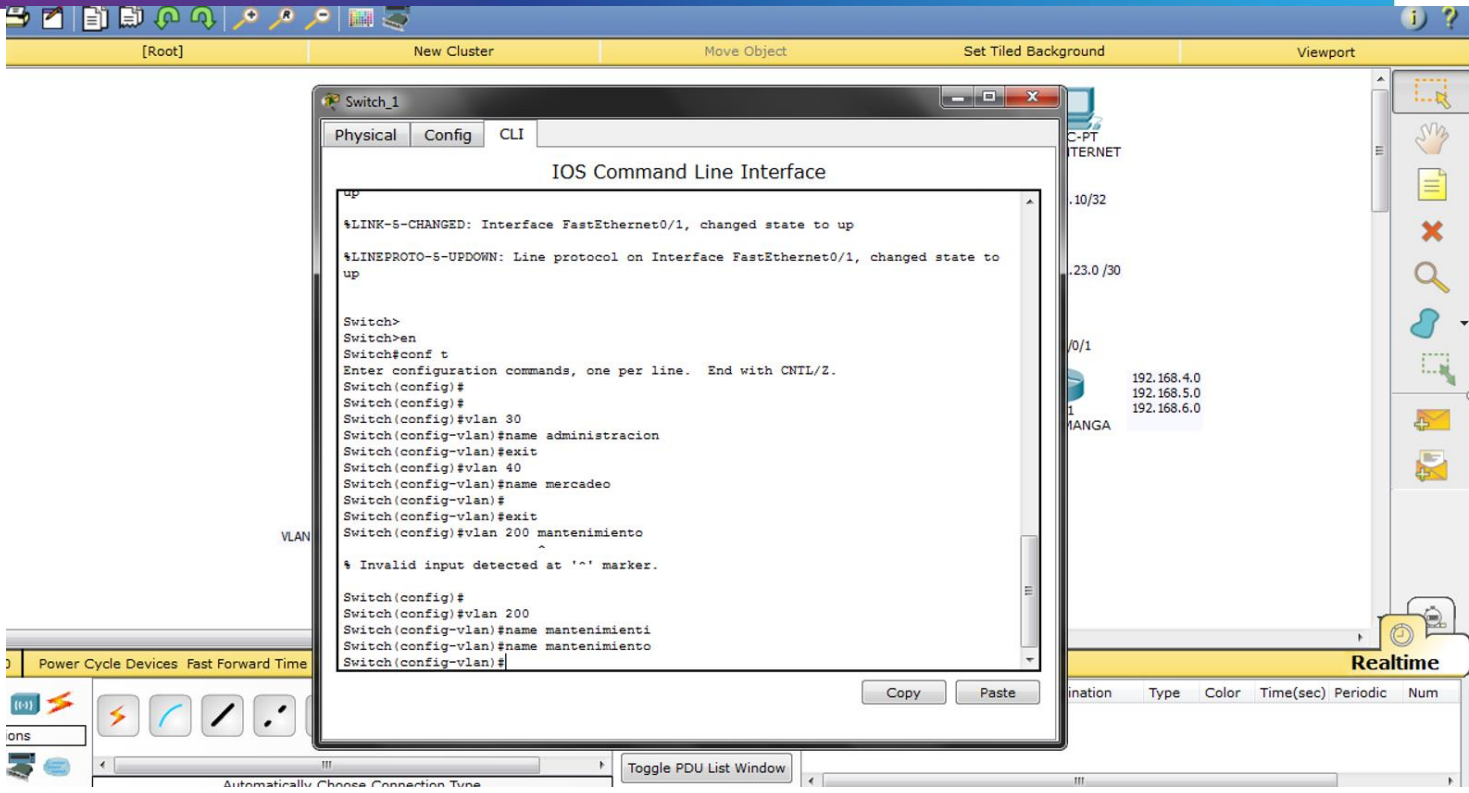 [Root]
New Cluster
Move Object
Set Tiled Background
Viewport
Switch_1
Physical
Config
CLI
IOS Command Line Interface
up
%LINK-5-CHANGED: Interface FastEthernet0/1, changed state to up
%LINEPROTO-5-UPDOWN: Line protocol on Interface FastEthernet0/1, changed state to
up
Switch>
Switch>en
Switch#conf t
Enter configuration commands, one per line.  End with CNTL/Z.
Switch(config)#
Switch(config)#
Switch(config)#vlan 30
Switch(config-vlan)#name administracion
Switch(config-vlan)#exit
Switch(config)#vlan 40
Switch(config-vlan)#name mercadeo
Switch(config-vlan)#
Switch(config-vlan)#exit
Switch(config)#vlan 200 mantenimiento
^
% Invalid input detected at '^' marker.
Switch(config)#
Switch(config)#vlan 200
Switch(config-vlan)#name mantenimienti
Switch(config-vlan)#name mantenimiento
Switch(config-vlan)#
Copy
Paste
C-PT
TERNET
.10/32
.23.0 /30
/0/1
192.168.4.0
192.168.5.0
192.168.6.0
1
MANGA
VLAN
Power Cycle Devices Fast Forward Time
Realtime
ination
Type
Color
Time(sec)
Periodic
Num
ions
Toggle PDU List Window
Automatically Choose Connection Type